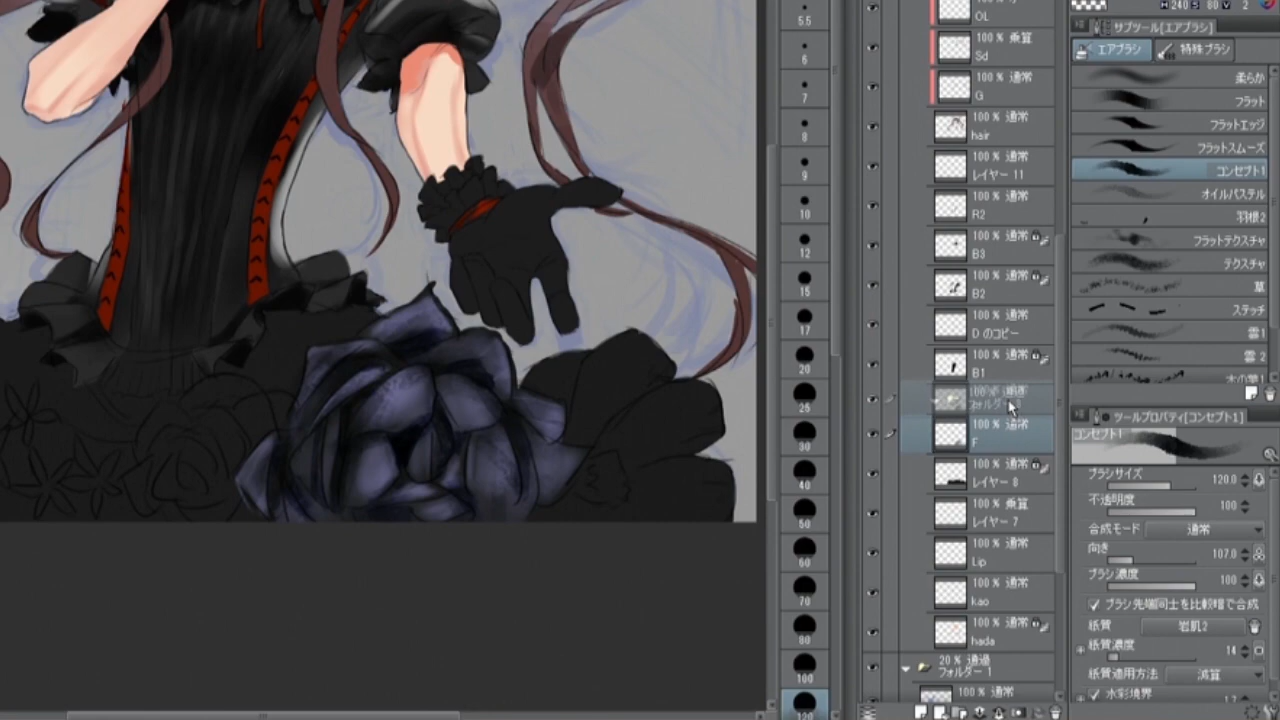 5.5
6
7
8
9
10
12
15
17
20
25
30
40
50
60
70
80
100
120
OL
100 % 乗算
Sd
100 % 通常
G
100 % 通常
hair
100 % 通常
レイヤー 11
100 % 通常
R2
100 % 通常
B3
100 % 通常
B2
100 % 通常
D のコピー
100 % 通常
B1
100 % 通常
F
100 % 通常
レイヤー 8
100 % 乗算
レイヤー 7
100 % 通常
Lip
100 % 通常
kao
100 % 通常
hada
20 % 通過
フォルダー 1
100 % 通常
H 240 S 80 V 2
サブツール[エアブラシ]
エアブラシ
特殊ブラシ
柔らか
フラット
フラットエッジ
フラットスムーズ
コンセプト1
オイルパステル
羽根2
フラットテクスチャ
テクスチャ
草
ステッチ
雲1
雲 2
木の葉 1
ツールプロパティ[コンセプト1]
コンセプト1
ブラシサイズ 120.0
不透明度 100
合成モード 通常
向き 107.0
ブラシ濃度 100
ブラシ先端同士を比較暗で合成
紙質 岩肌2
紙質濃度 14
紙質適用方法 減算
水彩境界